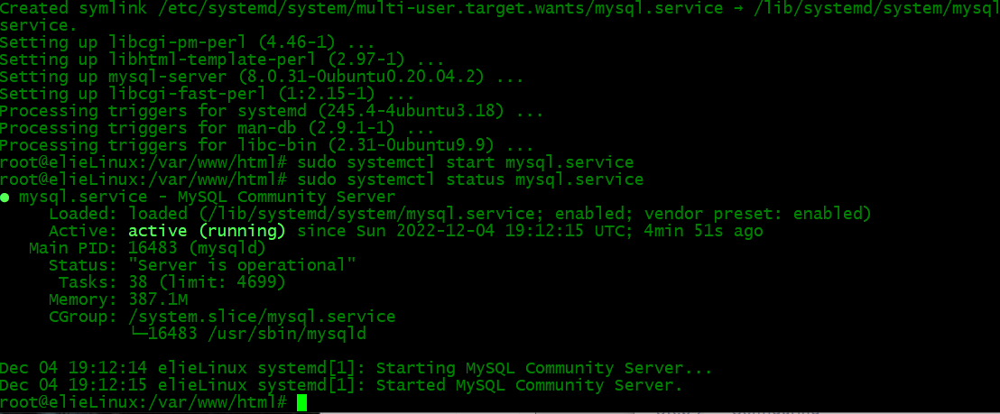 Created symlink /etc/systemd/system/multi-user.target.wants/mysql.service → /lib/systemd/system/mysql
service.
Setting up libcgi-pm-perl (4.46-1) ...
Setting up libhtml-template-perl (2.97-1) ...
Setting up mysql-server (8.0.31-0ubuntu0.20.04.2) ...
Setting up libcgi-fast-perl (1:2.15-1) ...
Processing triggers for systemd (245.4-4ubuntu3.18) ...
Processing triggers for man-db (2.9.1-1) ...
Processing triggers for libc-bin (2.31-0ubuntu9.9) ...
root@elieLinux:/var/www/html# sudo systemctl start mysql.service
root@elieLinux:/var/www/html# sudo systemctl status mysql.service
● mysql.service - MySQL Community Server
     Loaded: loaded (/lib/systemd/system/mysql.service; enabled; vendor preset: enabled)
     Active: active (running) since Sun 2022-12-04 19:12:15 UTC; 4min 51s ago
   Main PID: 16483 (mysqld)
     Status: "Server is operational"
      Tasks: 38 (limit: 4699)
     Memory: 387.1M
     CGroup: /system.slice/mysql.service
             └─16483 /usr/sbin/mysqld
Dec 04 19:12:14 elieLinux systemd[1]: Starting MySQL Community Server...
Dec 04 19:12:15 elieLinux systemd[1]: Started MySQL Community Server.
root@elieLinux:/var/www/html#